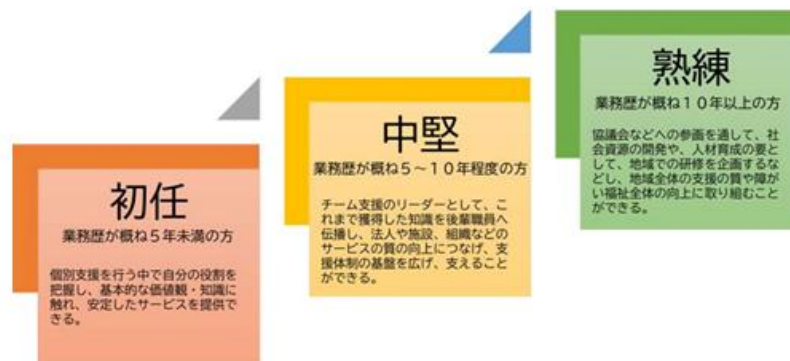 初任
業務歴が概ね５年未満の方
個別支援を行う中で自分の役割を
把握し、基本的な価値観・知識に
触れ、安定したサービスを提供で
きる。
中堅
業務歴が概ね５～１０年程度の方
チーム支援のリーダーとして、こ
れまで獲得した知識を後輩職員へ
伝播し、法人や施設、組織などの
サービスの質の向上につなげ、支
援体制の基盤を広げ、支えること
ができる。
熟練
業務歴が概ね１０年以上の方
協議会などへの参画を通して、社
会資源の開発や、人材育成の要と
して、地域での研修を企画するな
どし、地域全体の支援の質や障が
い福祉全体の向上に取り組むこと
ができる。